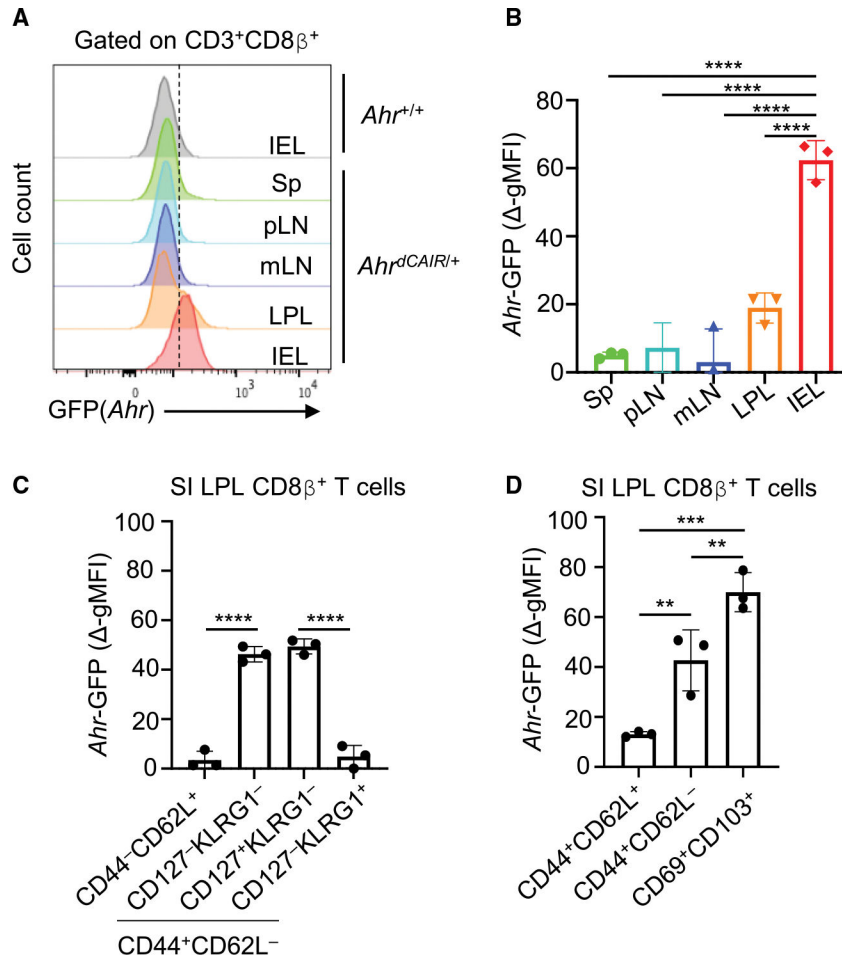 A
Gated on CD3⁺CD8β⁺
Cell count
IEL
Sp
pLN
mLN
LPL
IEL
Ahr⁺/⁺
Ahrᵈᶜᴬᴵᴿ/⁺
0
10³
10⁴
GFP(Ahr)
B
****
****
****
****
Ahr-GFP (Δ-gMFI)
80
60
40
20
0
Sp
pLN
mLN
LPL
IEL
C
SI LPL CD8β⁺ T cells
Ahr-GFP (Δ-gMFI)
100
80
60
40
20
0
****
****
CD44⁻CD62L⁺
CD127⁻KLRG1⁻
CD127⁺KLRG1⁻
CD127⁻KLRG1⁺
CD44⁺CD62L⁻
D
SI LPL CD8β⁺ T cells
Ahr-GFP (Δ-gMFI)
100
80
60
40
20
0
***
**
**
CD44⁺CD62L⁺
CD44⁺CD62L⁻
CD69⁺CD103⁺